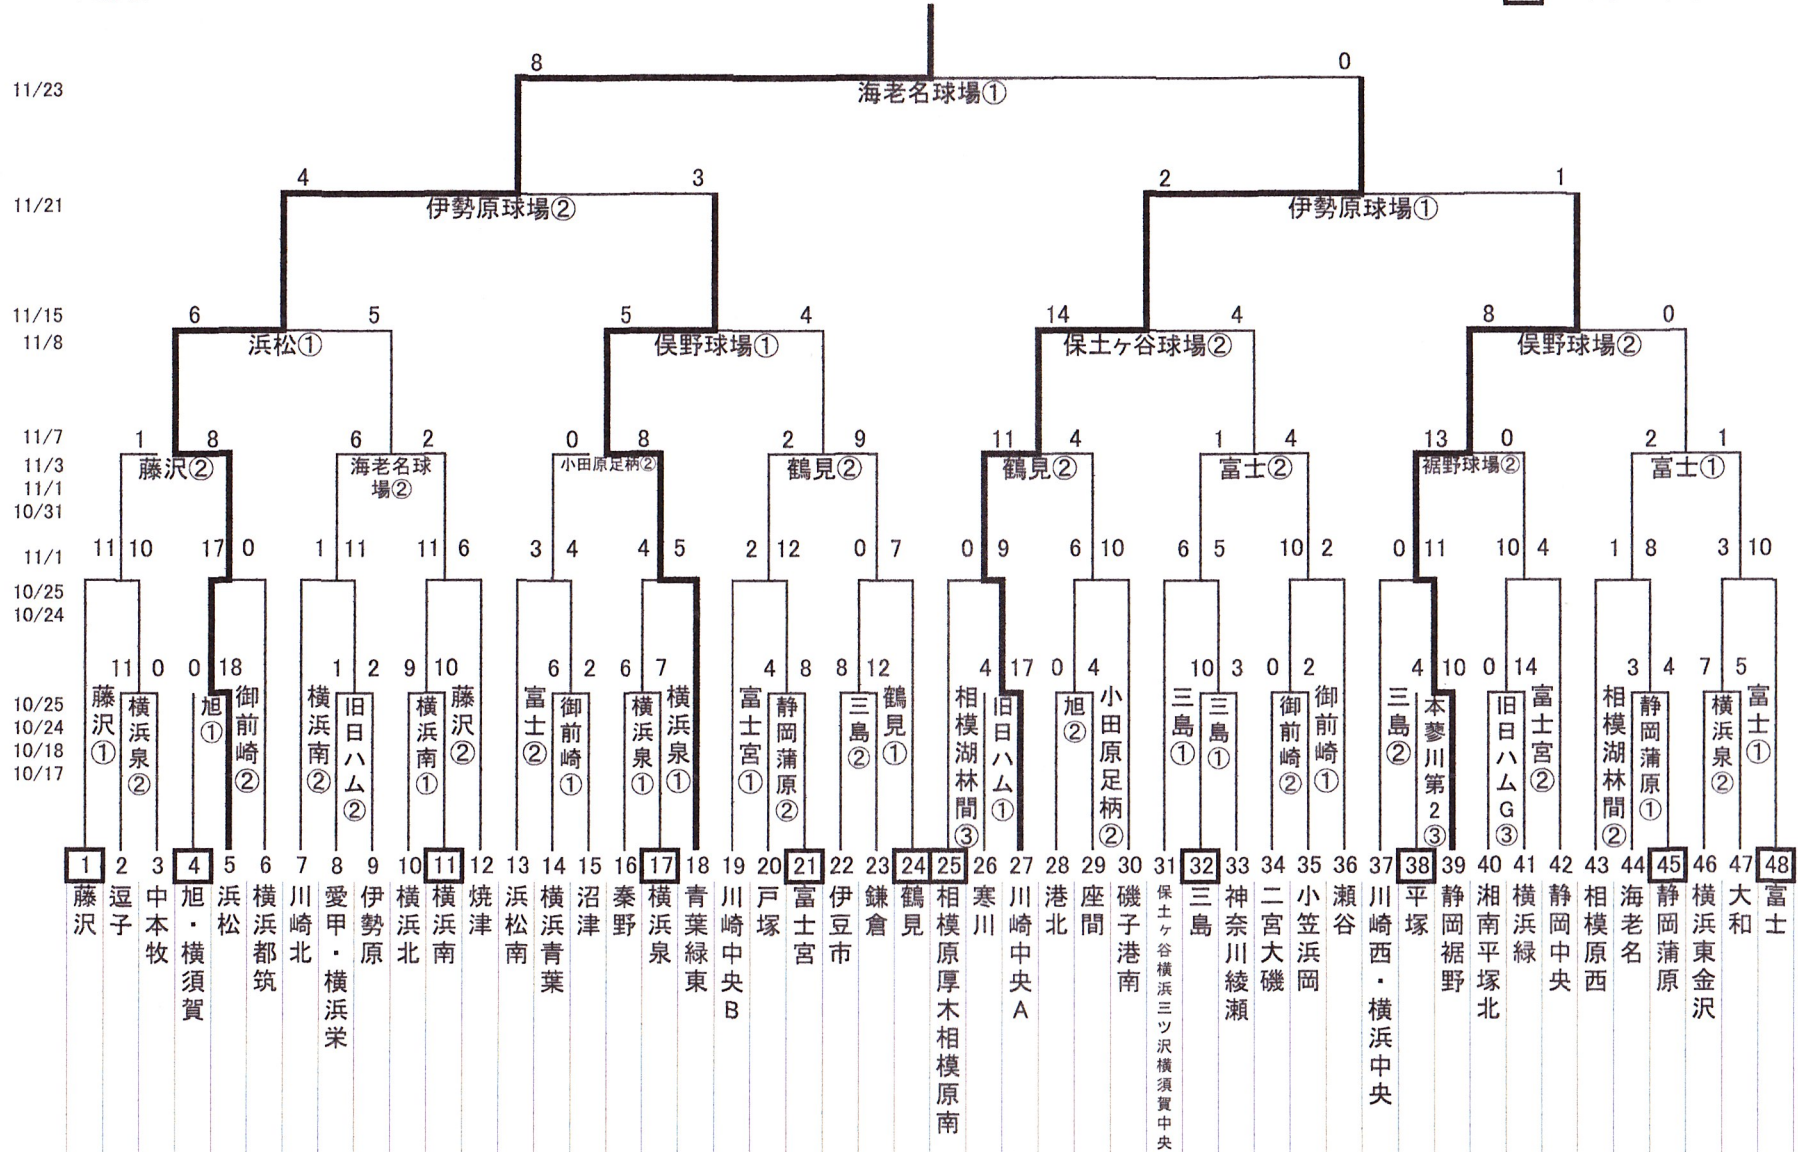 8 0
11/23
海老名球場①
4 3 2 1
11/21
伊勢原球場② 伊勢原球場①
11/15
6 5 5 4 14 4 8 0
11/8
浜松① 俣野球場① 保土ヶ谷球場② 俣野球場②
11/7
1 8 6 2 0 8 2 9 11 4 1 4 13 0 2 1
11/3
藤沢② 海老名球場② 小田原足柄② 鶴見② 鶴見② 富士② 裾野球場② 富士①
11/1
10/31
11/1
11 10 17 0 1 11 11 6 3 4 4 5 2 12 0 7 0 9 6 10 6 5 10 2 0 11 10 4 1 8 3 10
10/25
10/24
11 0 0 18 1 2 9 10 6 2 6 7 4 8 8 12 4 17 0 4 10 3 0 2 4 10 0 14 3 4 7 5
10/25
10/24
10/18
10/17
藤沢①
横浜泉②
旭①
御前崎②
横浜南②
旧日ハム②
横浜南①
藤沢②
富士②
御前崎①
横浜泉①
横浜泉①
富士宮①
静岡蒲原②
三島②
鶴見①
相模湖林間③
旧日ハム①
旭②
小田原足柄②
三島①
三島①
御前崎②
御前崎①
三島②
本蓼川第2③
旧日ハムG③
富士宮②
相模湖林間②
静岡蒲原①
横浜泉②
富士①
1 藤沢
2 逗子
3 中本牧
4 旭・横須賀
5 浜松
6 横浜都筑
7 川崎北
8 愛甲・横浜栄
9 伊勢原
10 横浜北
11 横浜南
12 焼津
13 浜松南
14 横浜青葉
15 沼津
16 秦野
17 横浜泉
18 青葉緑東
19 川崎中央B
20 戸塚
21 富士宮
22 伊豆市
23 鎌倉
24 鶴見
25 相模原厚木相模原南
26 寒川
27 川崎中央A
28 港北
29 座間
30 磯子港南
31 保土ヶ谷横浜三ツ沢横須賀中央
32 三島
33 神奈川綾瀬
34 二宮大磯
35 小笠浜岡
36 瀬谷
37 川崎西・横浜中央
38 平塚
39 静岡裾野
40 湘南平塚北
41 横浜緑
42 静岡中央
43 相模原西
44 海老名
45 静岡蒲原
46 横浜東金沢
47 大和
48 富士